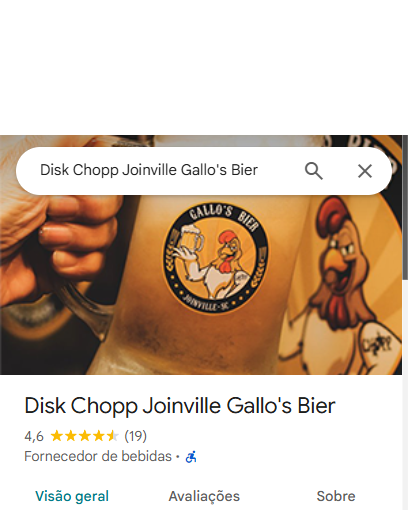 Disk Chopp Joinville Gallo's Bier
GALLO'S BIER
JOINVILLE-SC
Disk Chopp Joinville Gallo's Bier
4,6 (19)
Fornecedor de bebidas ·
Visão geral Avaliações Sobre